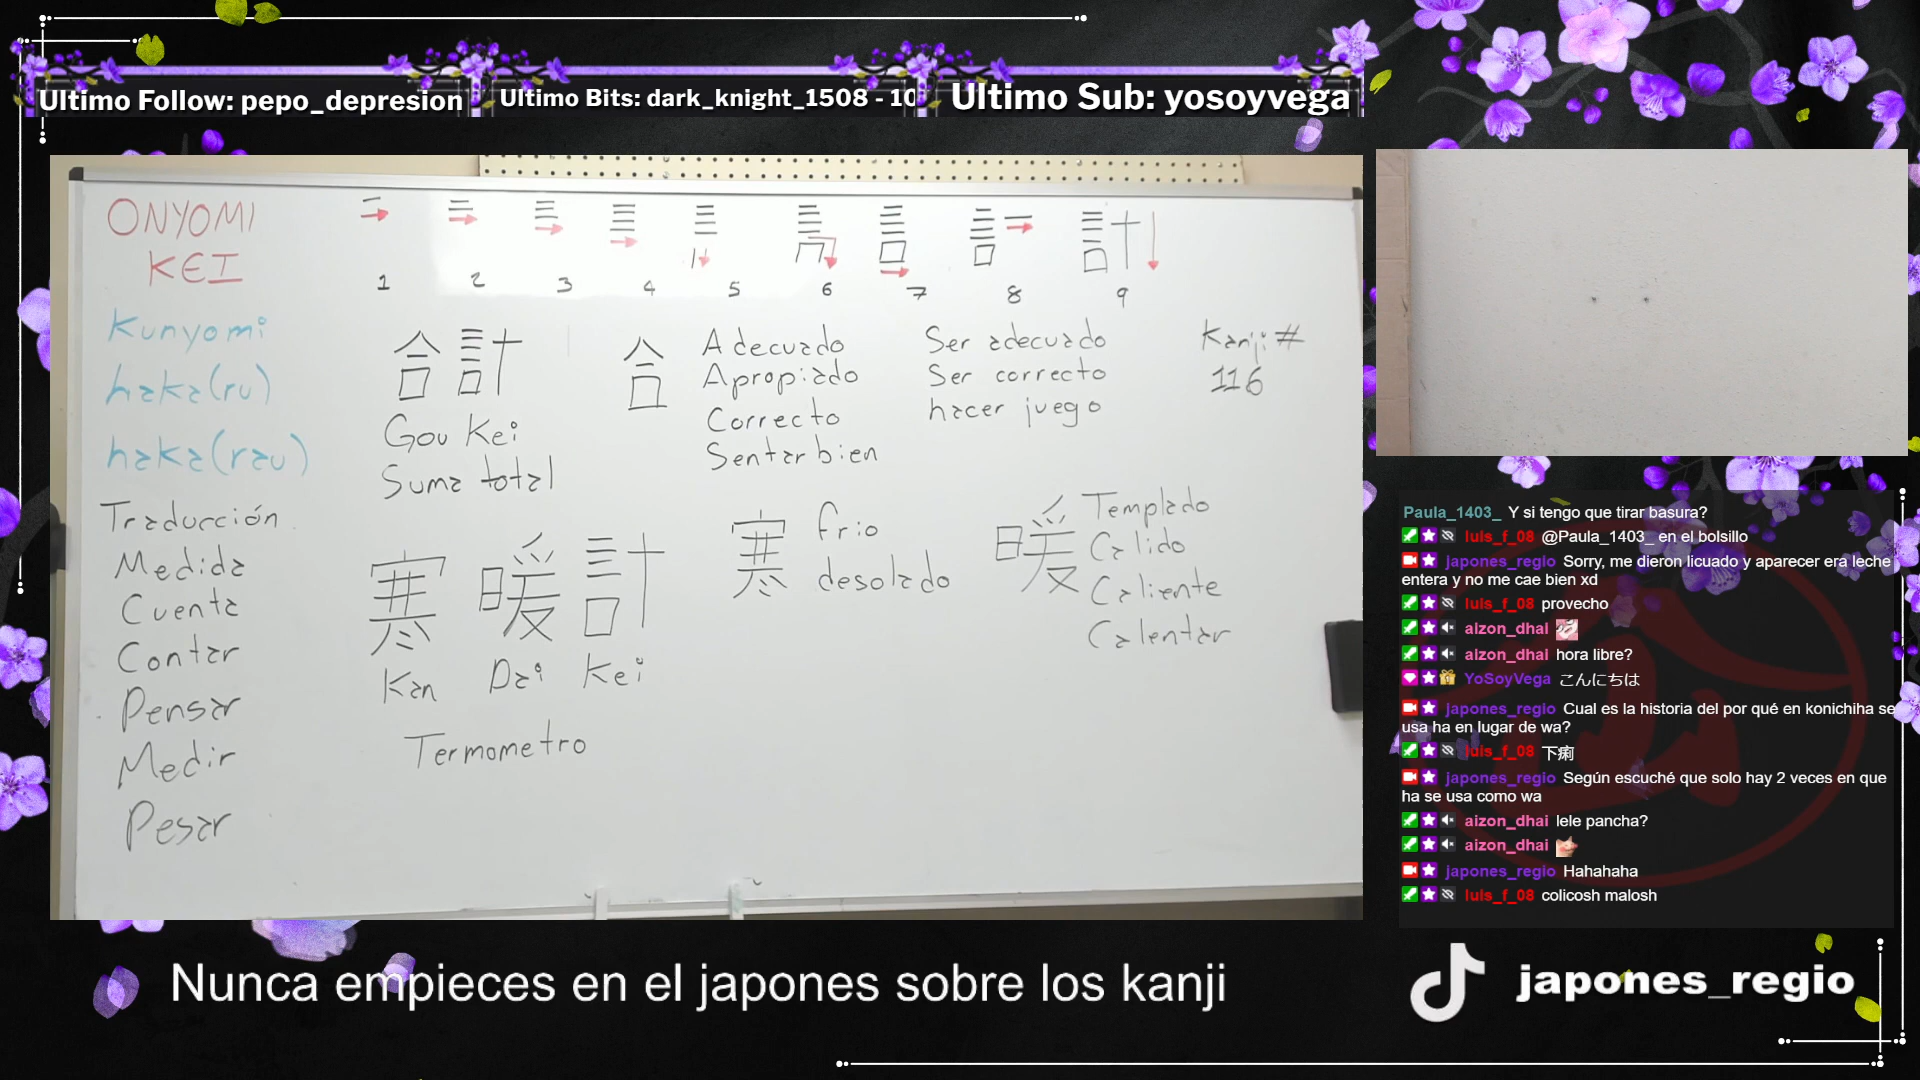 Ultimo Follow: pepo_depresion
Ultimo Bits: dark_knight_1508 - 10
Ultimo Sub: yosoyvega
ONYOMI
KEI
Kunyomi
haka(ru)
haka(rau)
Traducción
Medida
Cuenta
Contar
Pensar
Medir
Pesar
1 2 3 4 5 6 7 8 9
合計
Gou Kei
Suma total
合
Adecuado
Apropiado
Correcto
Sentar bien
Ser adecuado
Ser correcto
hacer juego
Kanji #
116
寒暖計
Kan Dai Kei
Termometro
寒
frio
desolado
暖
Templado
Calido
Caliente
Calentar
Paula_1403_ Y si tengo que tirar basura?
luis_f_08 @Paula_1403_ en el bolsillo
japones_regio Sorry, me dieron licuado y aparecer era leche
entera y no me cae bien xd
luis_f_08 provecho
aizon_dhai
aizon_dhai hora libre?
YoSoyVega こんにちは
japones_regio Cual es la historia del por qué en konichiha se
usa ha en lugar de wa?
luis_f_08 下痢
japones_regio Según escuché que solo hay 2 veces en que
ha se usa como wa
aizon_dhai lele pancha?
aizon_dhai
japones_regio Hahahaha
luis_f_08 colicosh malosh
Nunca empieces en el japones sobre los kanji
japones_regio